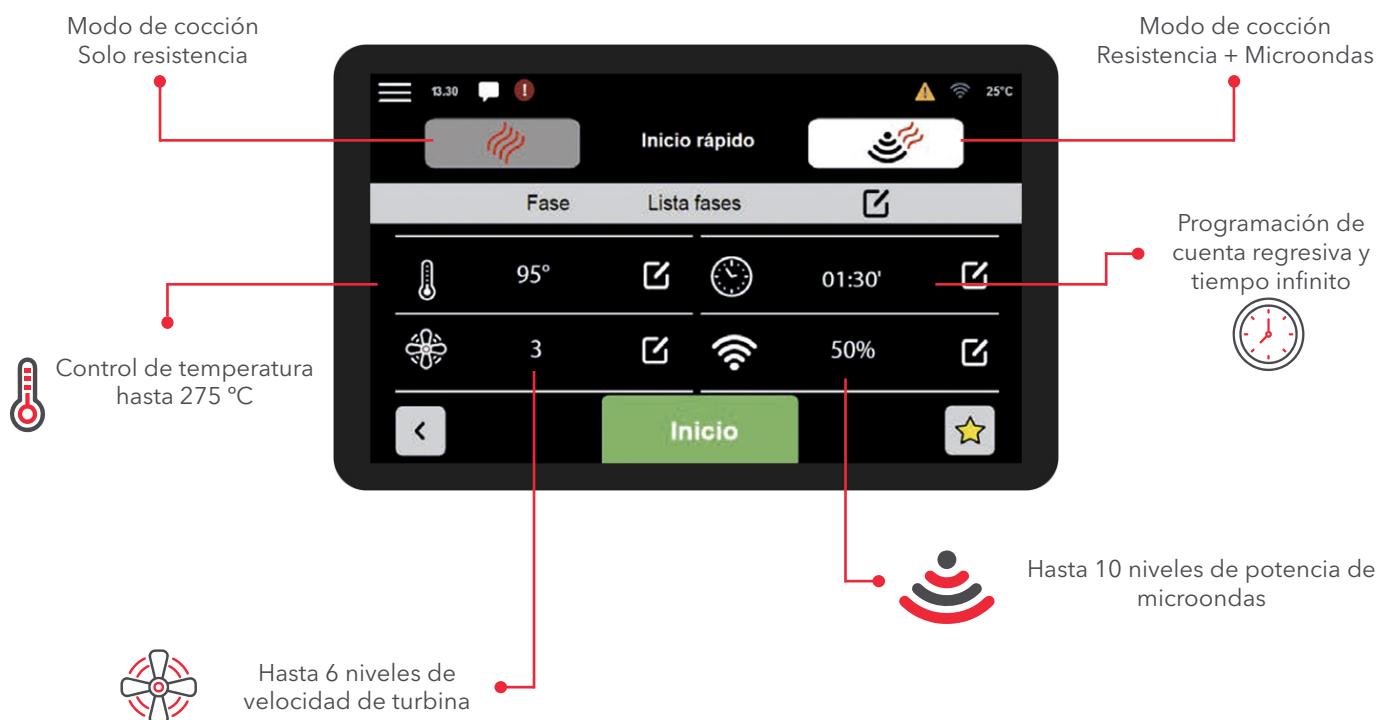 Modo de cocción
Solo resistencia
Modo de cocción
Resistencia + Microondas
13.30
25°C
Inicio rápido
Fase
Lista fases
95°
01:30'
3
50%
Inicio
Programación de
cuenta regresiva y
tiempo infinito
Control de temperatura
hasta 275 ºC
Hasta 10 niveles de potencia de
microondas
Hasta 6 niveles de
velocidad de turbina